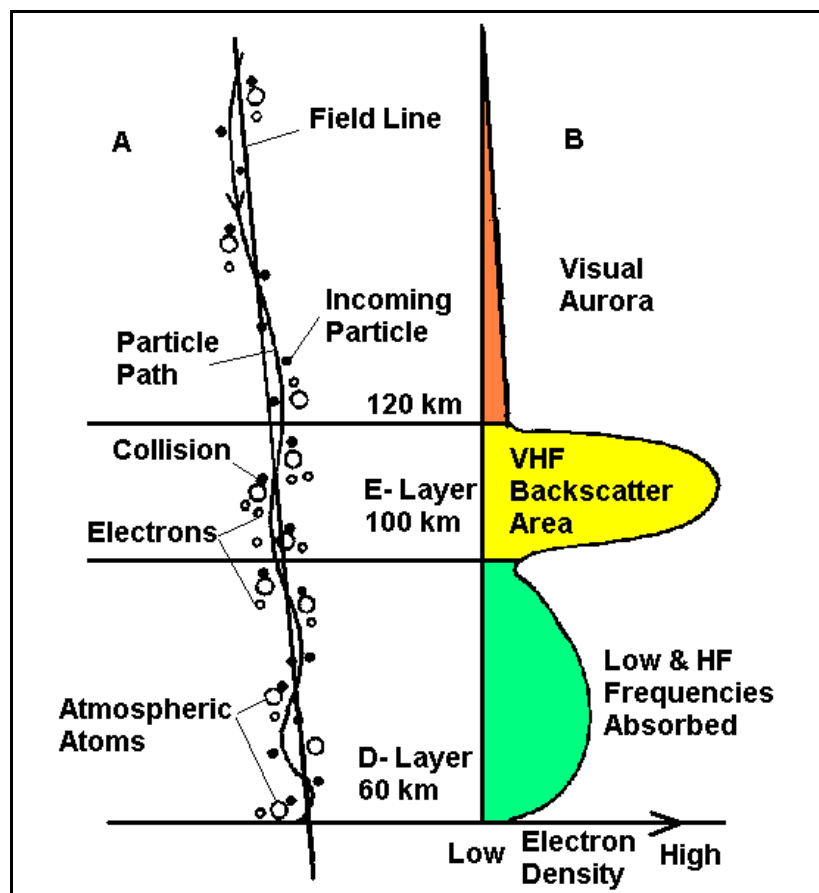 A
Field Line
B
Visual
Aurora
Incoming
Particle
Particle
Path
120 km
Collision
E- Layer
100 km
VHF
Backscatter
Area
Electrons
Low & HF
Frequencies
Absorbed
Atmospheric
Atoms
D- Layer
60 km
Low Electron Density High